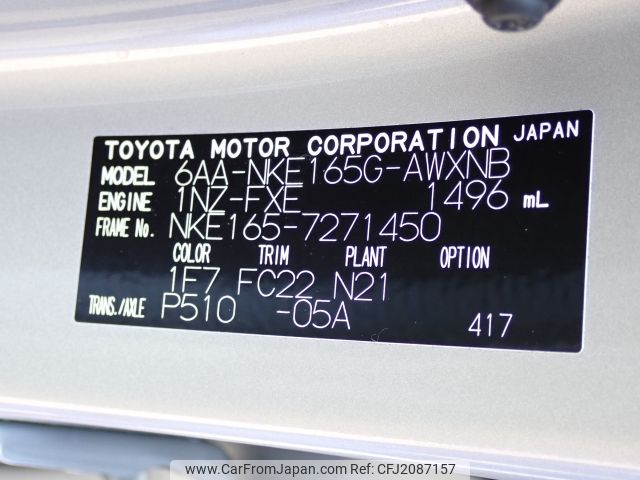 TOYOTA MOTOR CORPORATION JAPAN
MODEL 6AA-NKE165G-AWXNB
ENGINE 1NZ-FXE 1496 mL
FRAME No. NKE165-7271450
COLOR TRIM PLANT OPTION
1F7 FC22 N21
TRANS./AXLE P510 -05A
417
www.CarFromJapan.com | Ref No: CFJ2087157